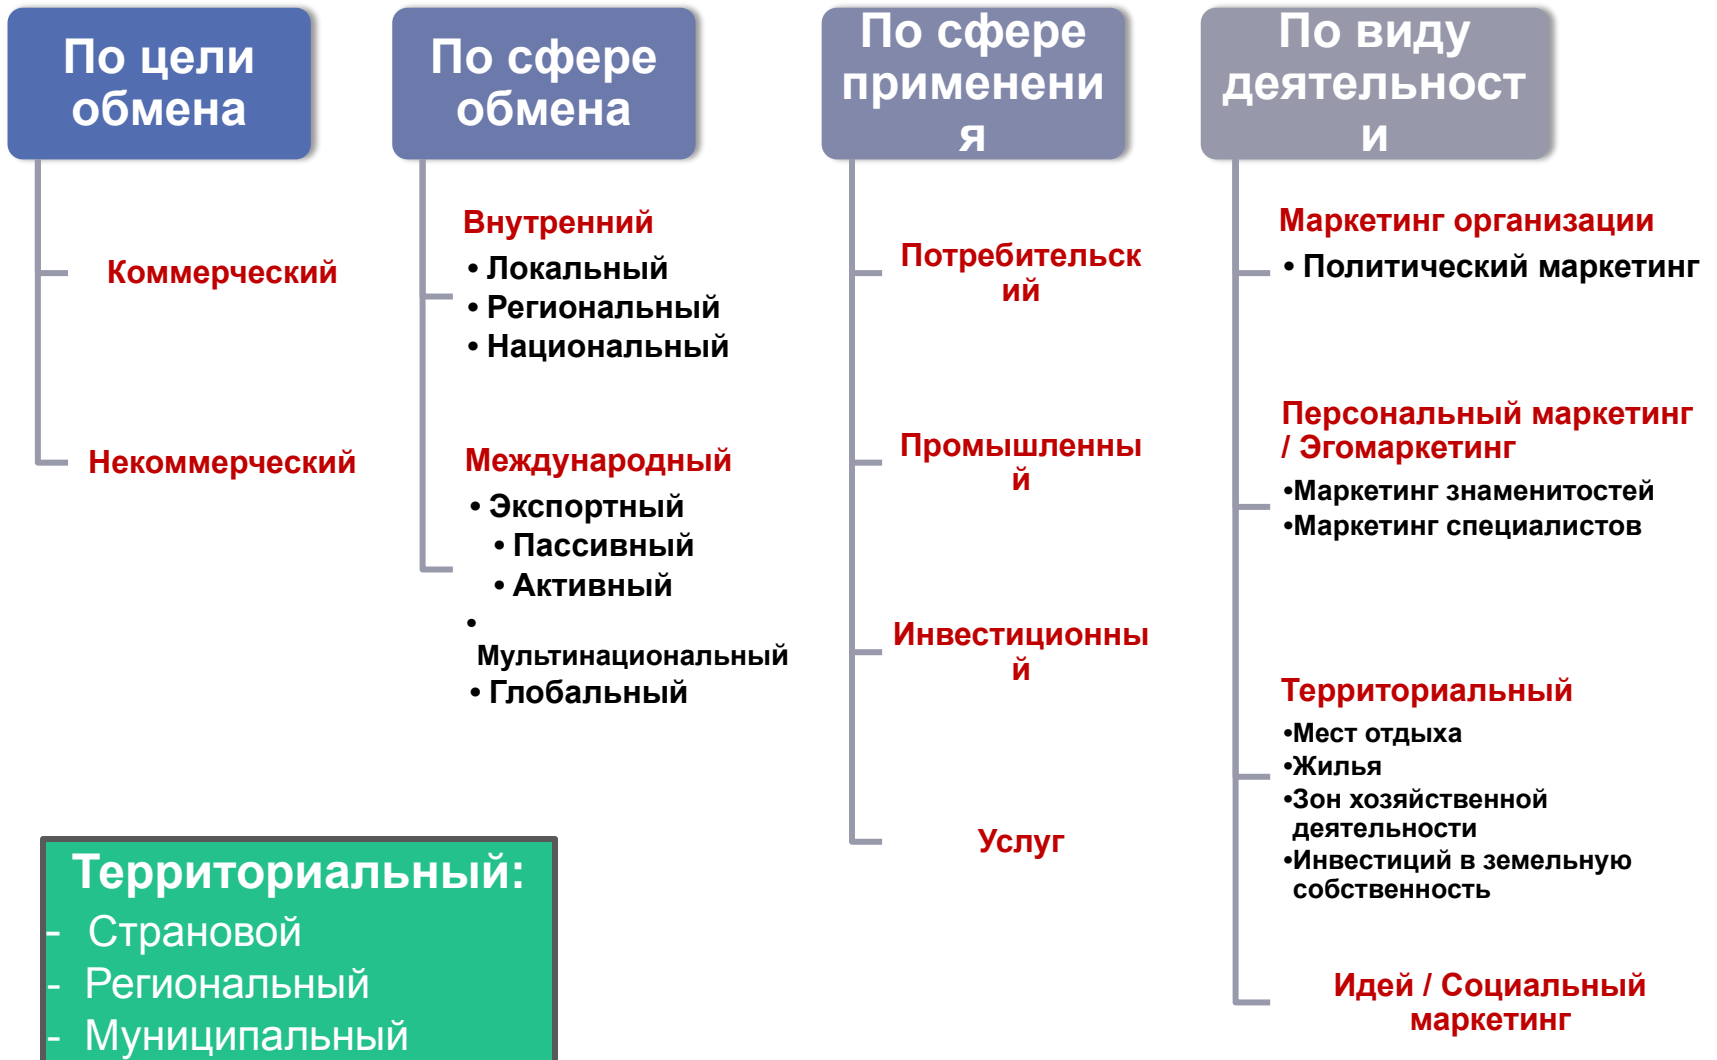 По цели
обмена
Коммерческий
Некоммерческий
По сфере
обмена
Внутренний
• Локальный
• Региональный
• Национальный
Международный
• Экспортный
• Пассивный
• Активный
•
Мультинациональный
• Глобальный
По сфере
применени
я
Потребительск
ий
Промышленны
й
Инвестиционны
й
Услуг
По виду
деятельност
и
Маркетинг организации
• Политический маркетинг
Персональный маркетинг
/ Эгомаркетинг
•Маркетинг знаменитостей
•Маркетинг специалистов
Территориальный
•Мест отдыха
•Жилья
•Зон хозяйственной
деятельности
•Инвестиций в земельную
собственность
Идей / Социальный
маркетинг
Территориальный:
- Страновой
- Региональный
- Муниципальный